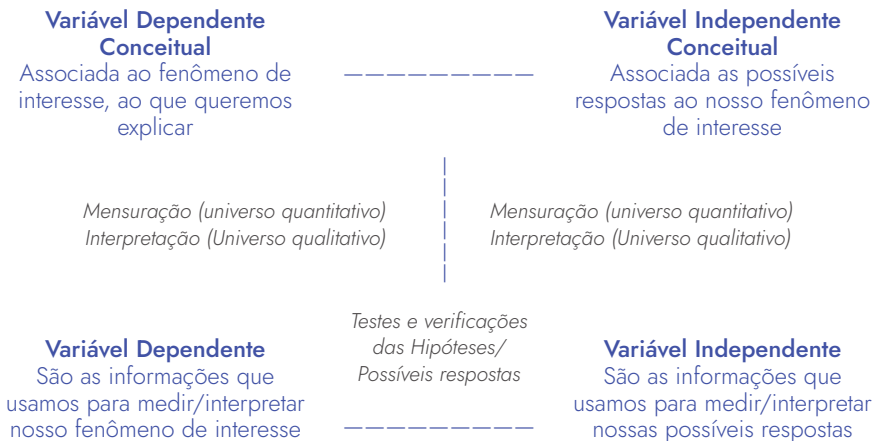 Variável Dependente
Conceitual
Associada ao fenômeno de
interesse, ao que queremos
explicar
Variável Independente
Conceitual
Associada as possíveis
respostas ao nosso fenômeno
de interesse
Mensuração (universo quantitativo)
Interpretação (Universo qualitativo)
Mensuração (universo quantitativo)
Interpretação (Universo qualitativo)
Testes e verificações
das Hipóteses/
Possíveis respostas
Variável Dependente
São as informações que
usamos para medir/interpretar
nosso fenômeno de interesse
Variável Independente
São as informações que
usamos para medir/interpretar
nossas possíveis respostas